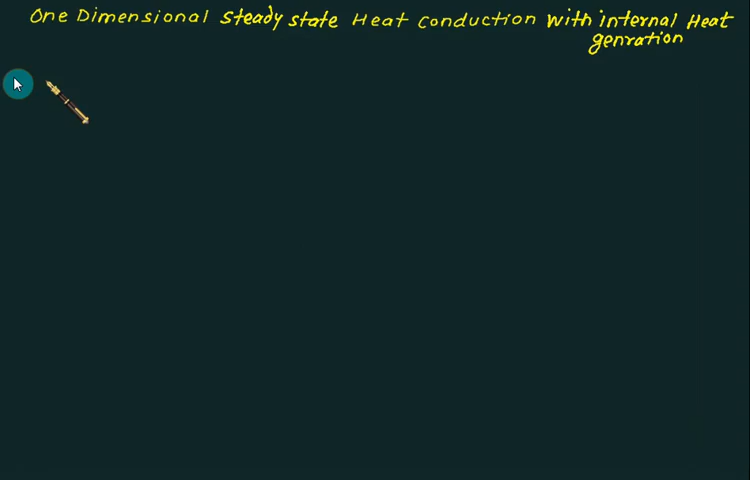 One Dimensional Steady state Heat conduction with internal Heat
genration